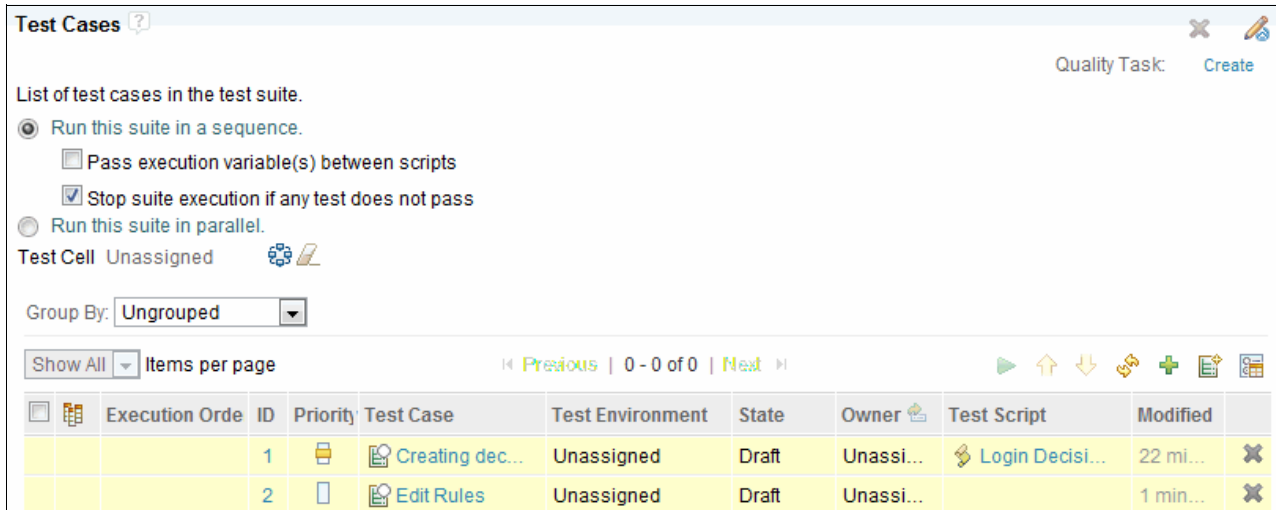 Test Cases ?
Quality Task: Create
List of test cases in the test suite.
Run this suite in a sequence.
Pass execution variable(s) between scripts
Stop suite execution if any test does not pass
Run this suite in parallel.
Test Cell Unassigned
Group By: Ungrouped
Show All Items per page Previous | 0 - 0 of 0 | Next
Execution Orde ID Priority Test Case Test Environment State Owner Test Script Modified
1 Creating dec... Unassigned Draft Unassi... Login Decisi... 22 mi...
2 Edit Rules Unassigned Draft Unassi... 1 min...